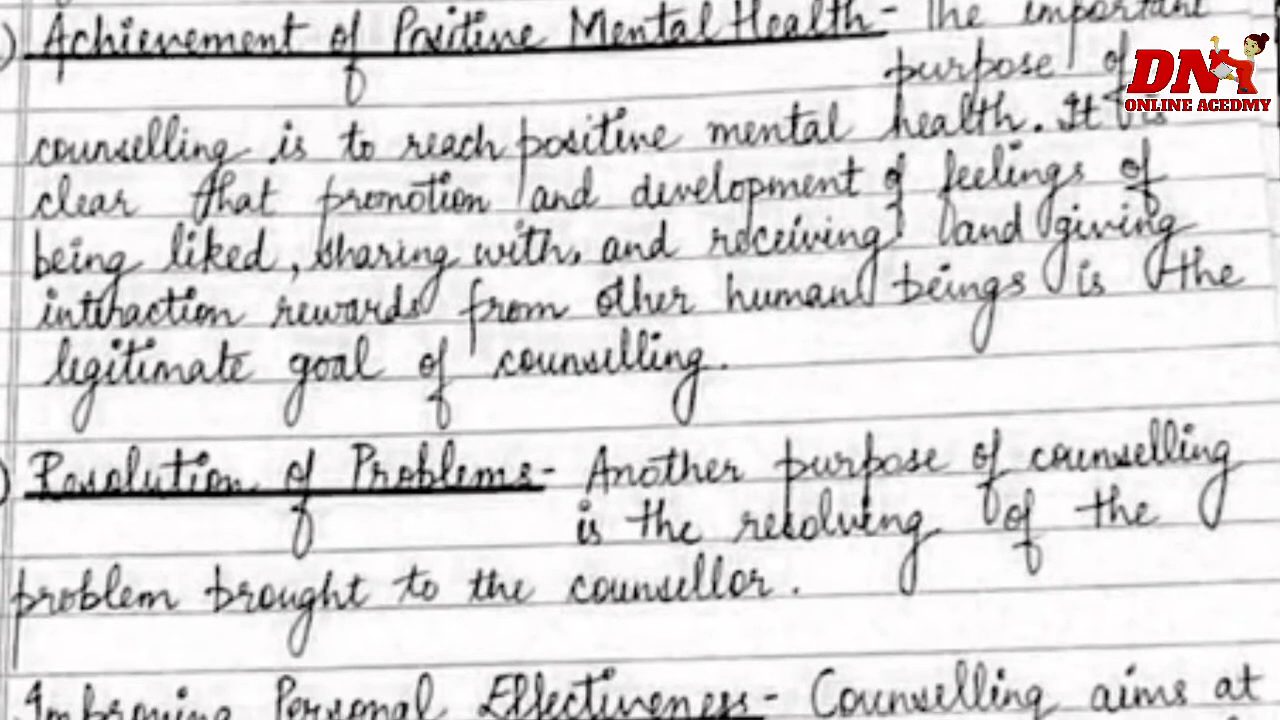 ) Achievement of Positive Mental Health - The important
purpose of
counselling is to reach positive mental health. It is
clear that promotion and development of feelings of
being liked, sharing with, and receiving and giving
interaction rewards from other human beings is the
legitimate goal of counselling.
) Resolution of Problems - Another purpose of counselling
is the resolving of the
problem brought to the counsellor.
Improving Personal Effectiveness - Counselling aims at
DN
ONLINE ACEDMY